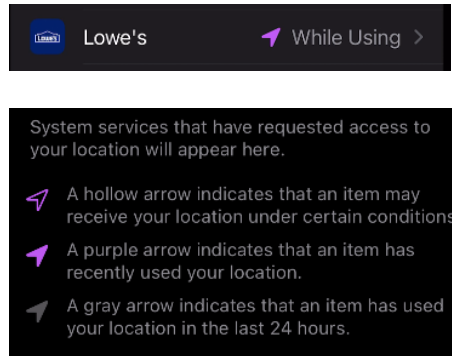 Lowe's
Lowe's While Using >
System services that have requested access to
your location will appear here.
A hollow arrow indicates that an item may
receive your location under certain conditions
A purple arrow indicates that an item has
recently used your location.
A gray arrow indicates that an item has used
your location in the last 24 hours.